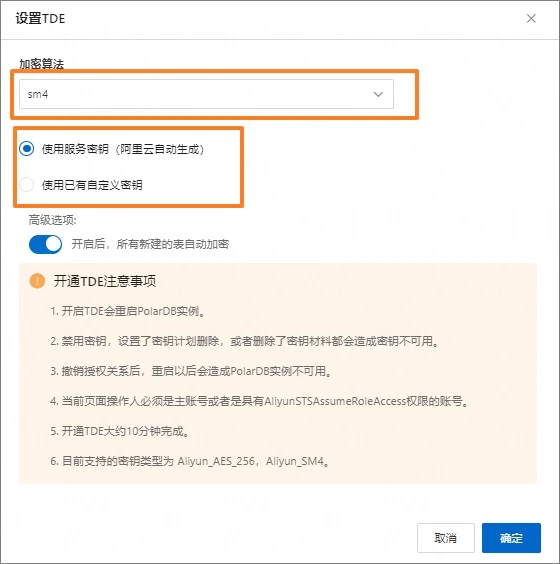 设置TDE
加密算法
sm4
使用服务密钥（阿里云自动生成）
使用已有自定义密钥
高级选项:
开启后，所有新建的表自动加密
开通TDE注意事项
1. 开启TDE会重启PolarDB实例。
2. 禁用密钥，设置了密钥计划删除，或者删除了密钥材料都会造成密钥不可用。
3. 撤销授权关系后，重启以后会造成PolarDB实例不可用。
4. 当前页面操作人必须是主账号或者是具有AliyunSTSAssumeRoleAccess权限的账号。
5. 开通TDE大约10分钟完成。
6. 目前支持的密钥类型为 Aliyun_AES_256，Aliyun_SM4。
取消
确定